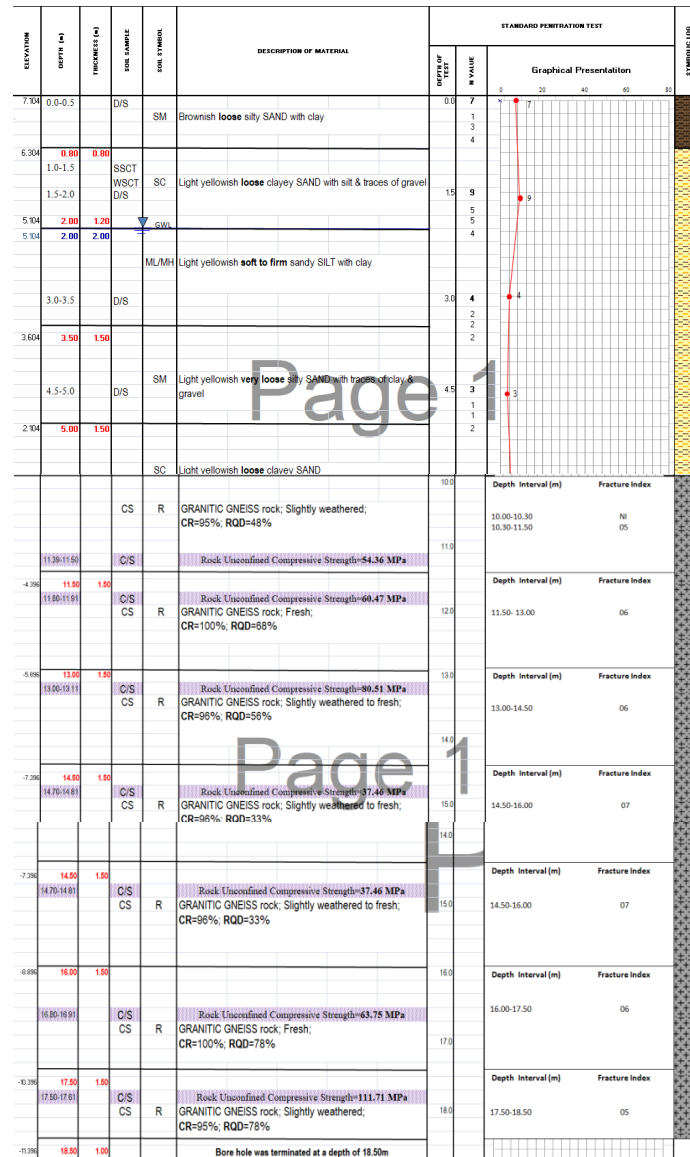 STANDARD PENITRATION TEST
ELEVATION
DEPTH (m)
THICKNESS (m)
SOIL SAMPLE
SOIL SYMBOL
DESCRIPTION OF MATERIAL
DEPTH OF TEST
N VALUE
Graphical Presentatiton
SYMBOLIC LOG
0 20 40 60 80
7.104 0.0-0.5 D/S 0.0 7 7
SM Brownish loose silty SAND with clay 1
3
4
6.304 0.80 0.80
1.0-1.5 SSCT
WSCT SC Light yellowish loose clayey SAND with silt & traces of gravel
1.5-2.0 D/S 1.5 9 9
5
5.104 2.00 1.20 GWL 5
5.104 2.00 2.00 4
ML/MH Light yellowish soft to firm sandy SILT with clay
3.0-3.5 D/S 3.0 4 4
2
2
3.604 3.50 1.50 2
Page 1
SM Light yellowish very loose silty SAND with traces of clay &
4.5-5.0 D/S gravel 4.5 3 3
1
1
2.104 5.00 1.50 2
SC Light yellowish loose clayey SAND
10.0 Depth Interval (m) Fracture Index
CS R GRANITIC GNEISS rock; Slightly weathered; 10.00-10.30 NI
CR=95%; RQD=48% 10.30-11.50 05
11.0
11.39-11.50 C/S Rock Unconfined Compressive Strength=54.36 MPa
-4.396 11.50 1.50 Depth Interval (m) Fracture Index
11.80-11.91 C/S Rock Unconfined Compressive Strength=60.47 MPa
CS R GRANITIC GNEISS rock; Fresh; 12.0 11.50- 13.00 06
CR=100%; RQD=68%
-5.896 13.00 1.50 13.0 Depth Interval (m) Fracture Index
13.00-13.11 C/S Rock Unconfined Compressive Strength=80.51 MPa
CS R GRANITIC GNEISS rock; Slightly weathered to fresh; 13.00-14.50 06
CR=96%; RQD=56%
14.0
Page 1
-7.396 14.50 1.50 Depth Interval (m) Fracture Index
14.70-14.81 C/S Rock Unconfined Compressive Strength=37.46 MPa
CS R GRANITIC GNEISS rock; Slightly weathered to fresh; 15.0 14.50-16.00 07
CR=96%; RQD=33%
14.0
P
-7.396 14.50 1.50 Depth Interval (m) Fracture Index
14.70-14.81 C/S Rock Unconfined Compressive Strength=37.46 MPa
CS R GRANITIC GNEISS rock; Slightly weathered to fresh; 15.0 14.50-16.00 07
CR=96%; RQD=33%
-8.896 16.00 1.50 16.0 Depth Interval (m) Fracture Index
16.80-16.91 C/S Rock Unconfined Compressive Strength=63.75 MPa 16.00-17.50 06
CS R GRANITIC GNEISS rock; Fresh;
CR=100%; RQD=78% 17.0
-10.396 17.50 1.50 Depth Interval (m) Fracture Index
17.50-17.61 C/S Rock Unconfined Compressive Strength=111.71 MPa
CS R GRANITIC GNEISS rock; Slightly weathered; 18.0 17.50-18.50 05
CR=95%; RQD=78%
-11.396 18.50 1.00 Bore hole was terminated at a depth of 18.50m